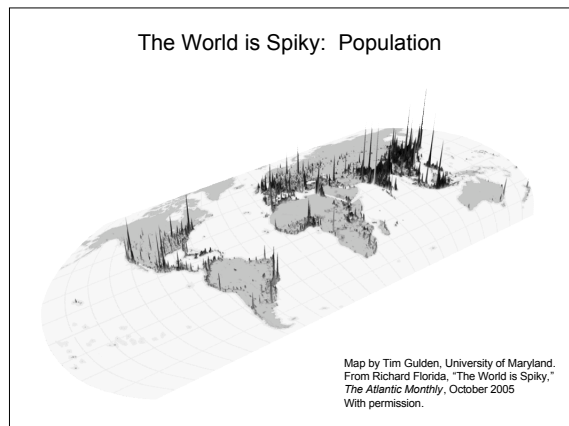 The World is Spiky:  Population
Map by Tim Gulden, University of Maryland.
From Richard Florida, “The World is Spiky,”
The Atlantic Monthly, October 2005
With permission.